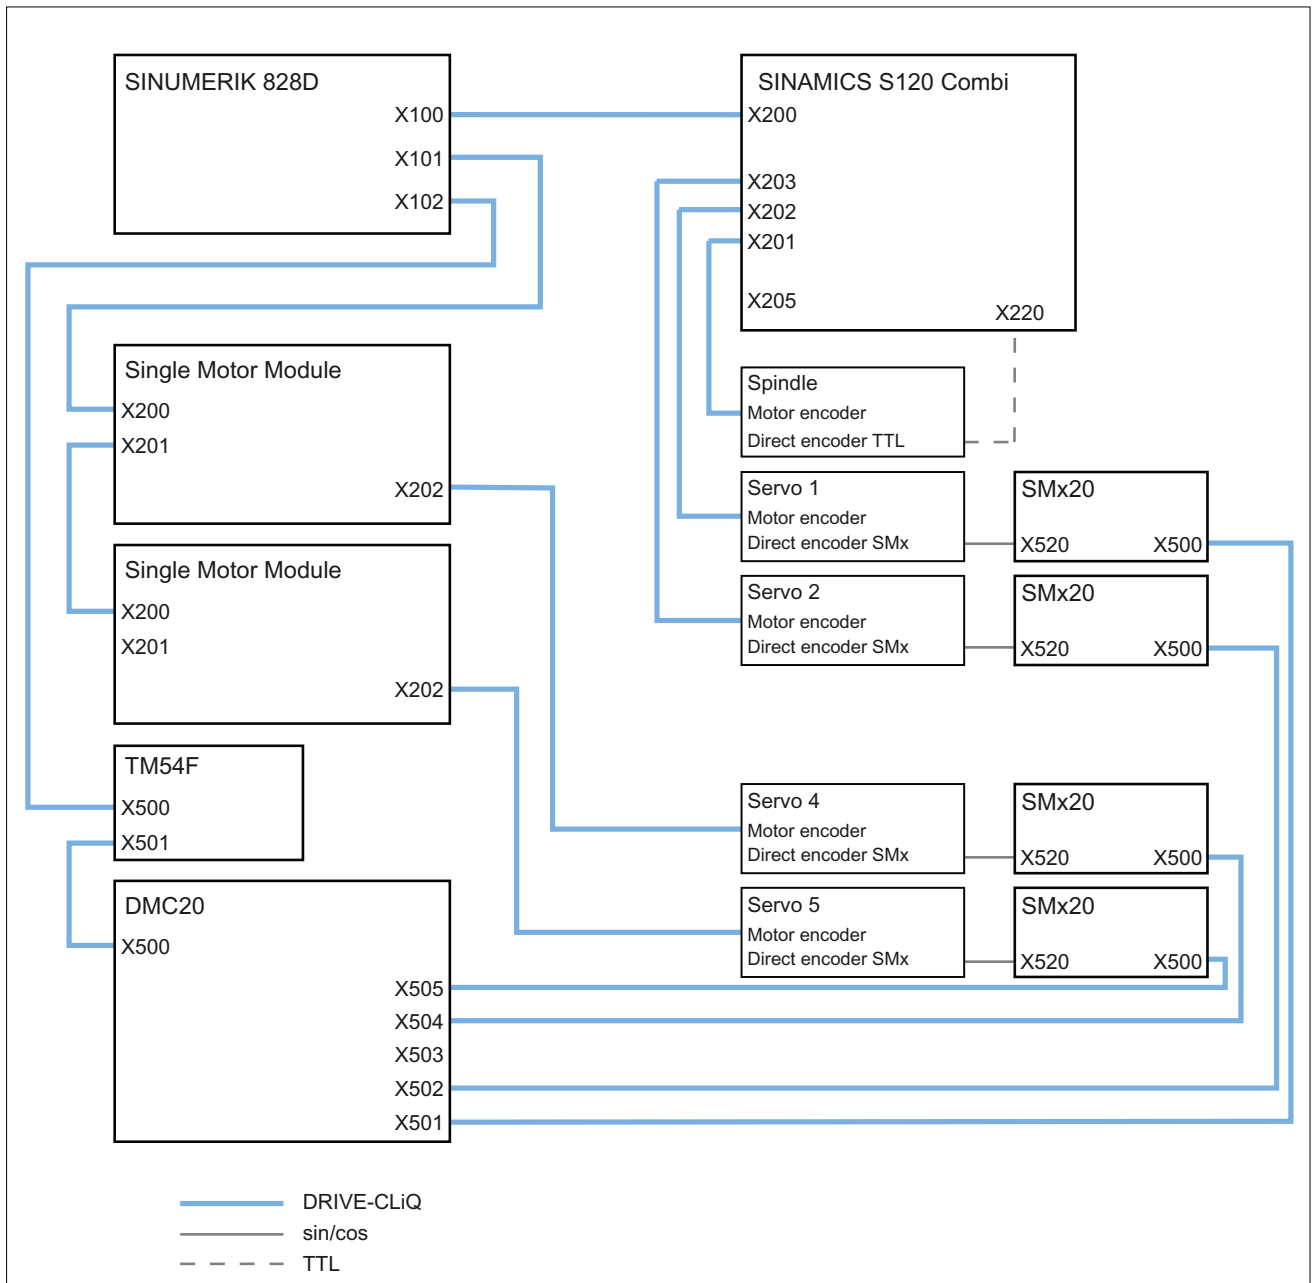 SINUMERIK 828D
X100
X101
X102
SINAMICS S120 Combi
X200
X203
X202
X201
X205
X220
Single Motor Module
X200
X201
X202
Single Motor Module
X200
X201
X202
TM54F
X500
X501
DMC20
X500
X505
X504
X503
X502
X501
Spindle
Motor encoder
Direct encoder TTL
Servo 1
Motor encoder
Direct encoder SMx
SMx20
X520 X500
Servo 2
Motor encoder
Direct encoder SMx
SMx20
X520 X500
Servo 4
Motor encoder
Direct encoder SMx
SMx20
X520 X500
Servo 5
Motor encoder
Direct encoder SMx
SMx20
X520 X500
DRIVE-CLiQ
sin/cos
TTL